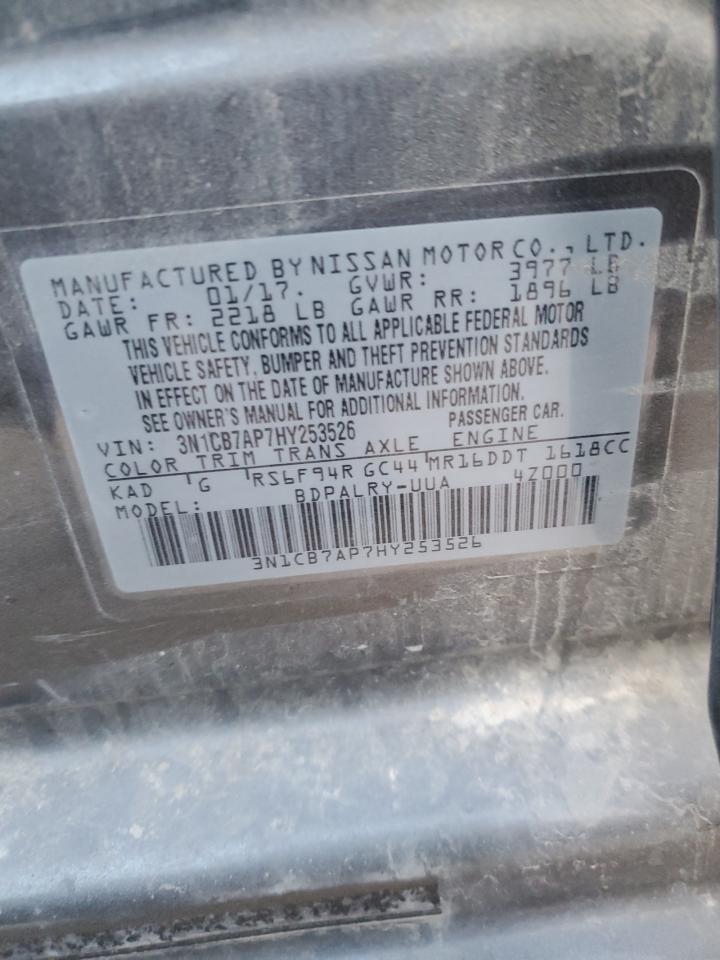 MANUFACTURED BY NISSAN MOTOR CO., LTD.
DATE: 01/17. GVWR: 3977 LB
GAWR FR: 2218 LB GAWR RR: 1896 LB
THIS VEHICLE CONFORMS TO ALL APPLICABLE FEDERAL MOTOR
VEHICLE SAFETY, BUMPER AND THEFT PREVENTION STANDARDS
IN EFFECT ON THE DATE OF MANUFACTURE SHOWN ABOVE.
SEE OWNER'S MANUAL FOR ADDITIONAL INFORMATION.
VIN: 3N1CB7AP7HY253526 PASSENGER CAR.
COLOR TRIM TRANS AXLE ENGINE
KAD G RS6F94R GC44 MR16DDT 1618CC
MODEL: BDPALRY-UUA 4Z000
3N1CB7AP7HY253526